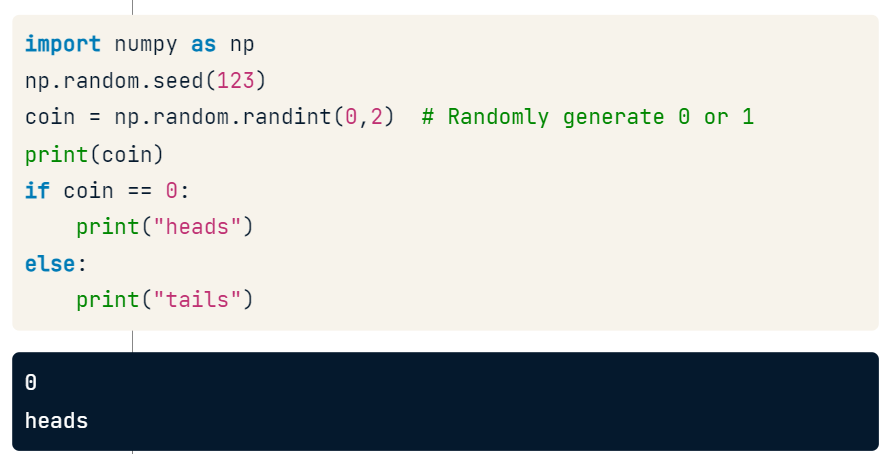 import numpy as np
np.random.seed(123)
coin = np.random.randint(0,2)  # Randomly generate 0 or 1
print(coin)
if coin == 0:
    print("heads")
else:
    print("tails")
0
heads